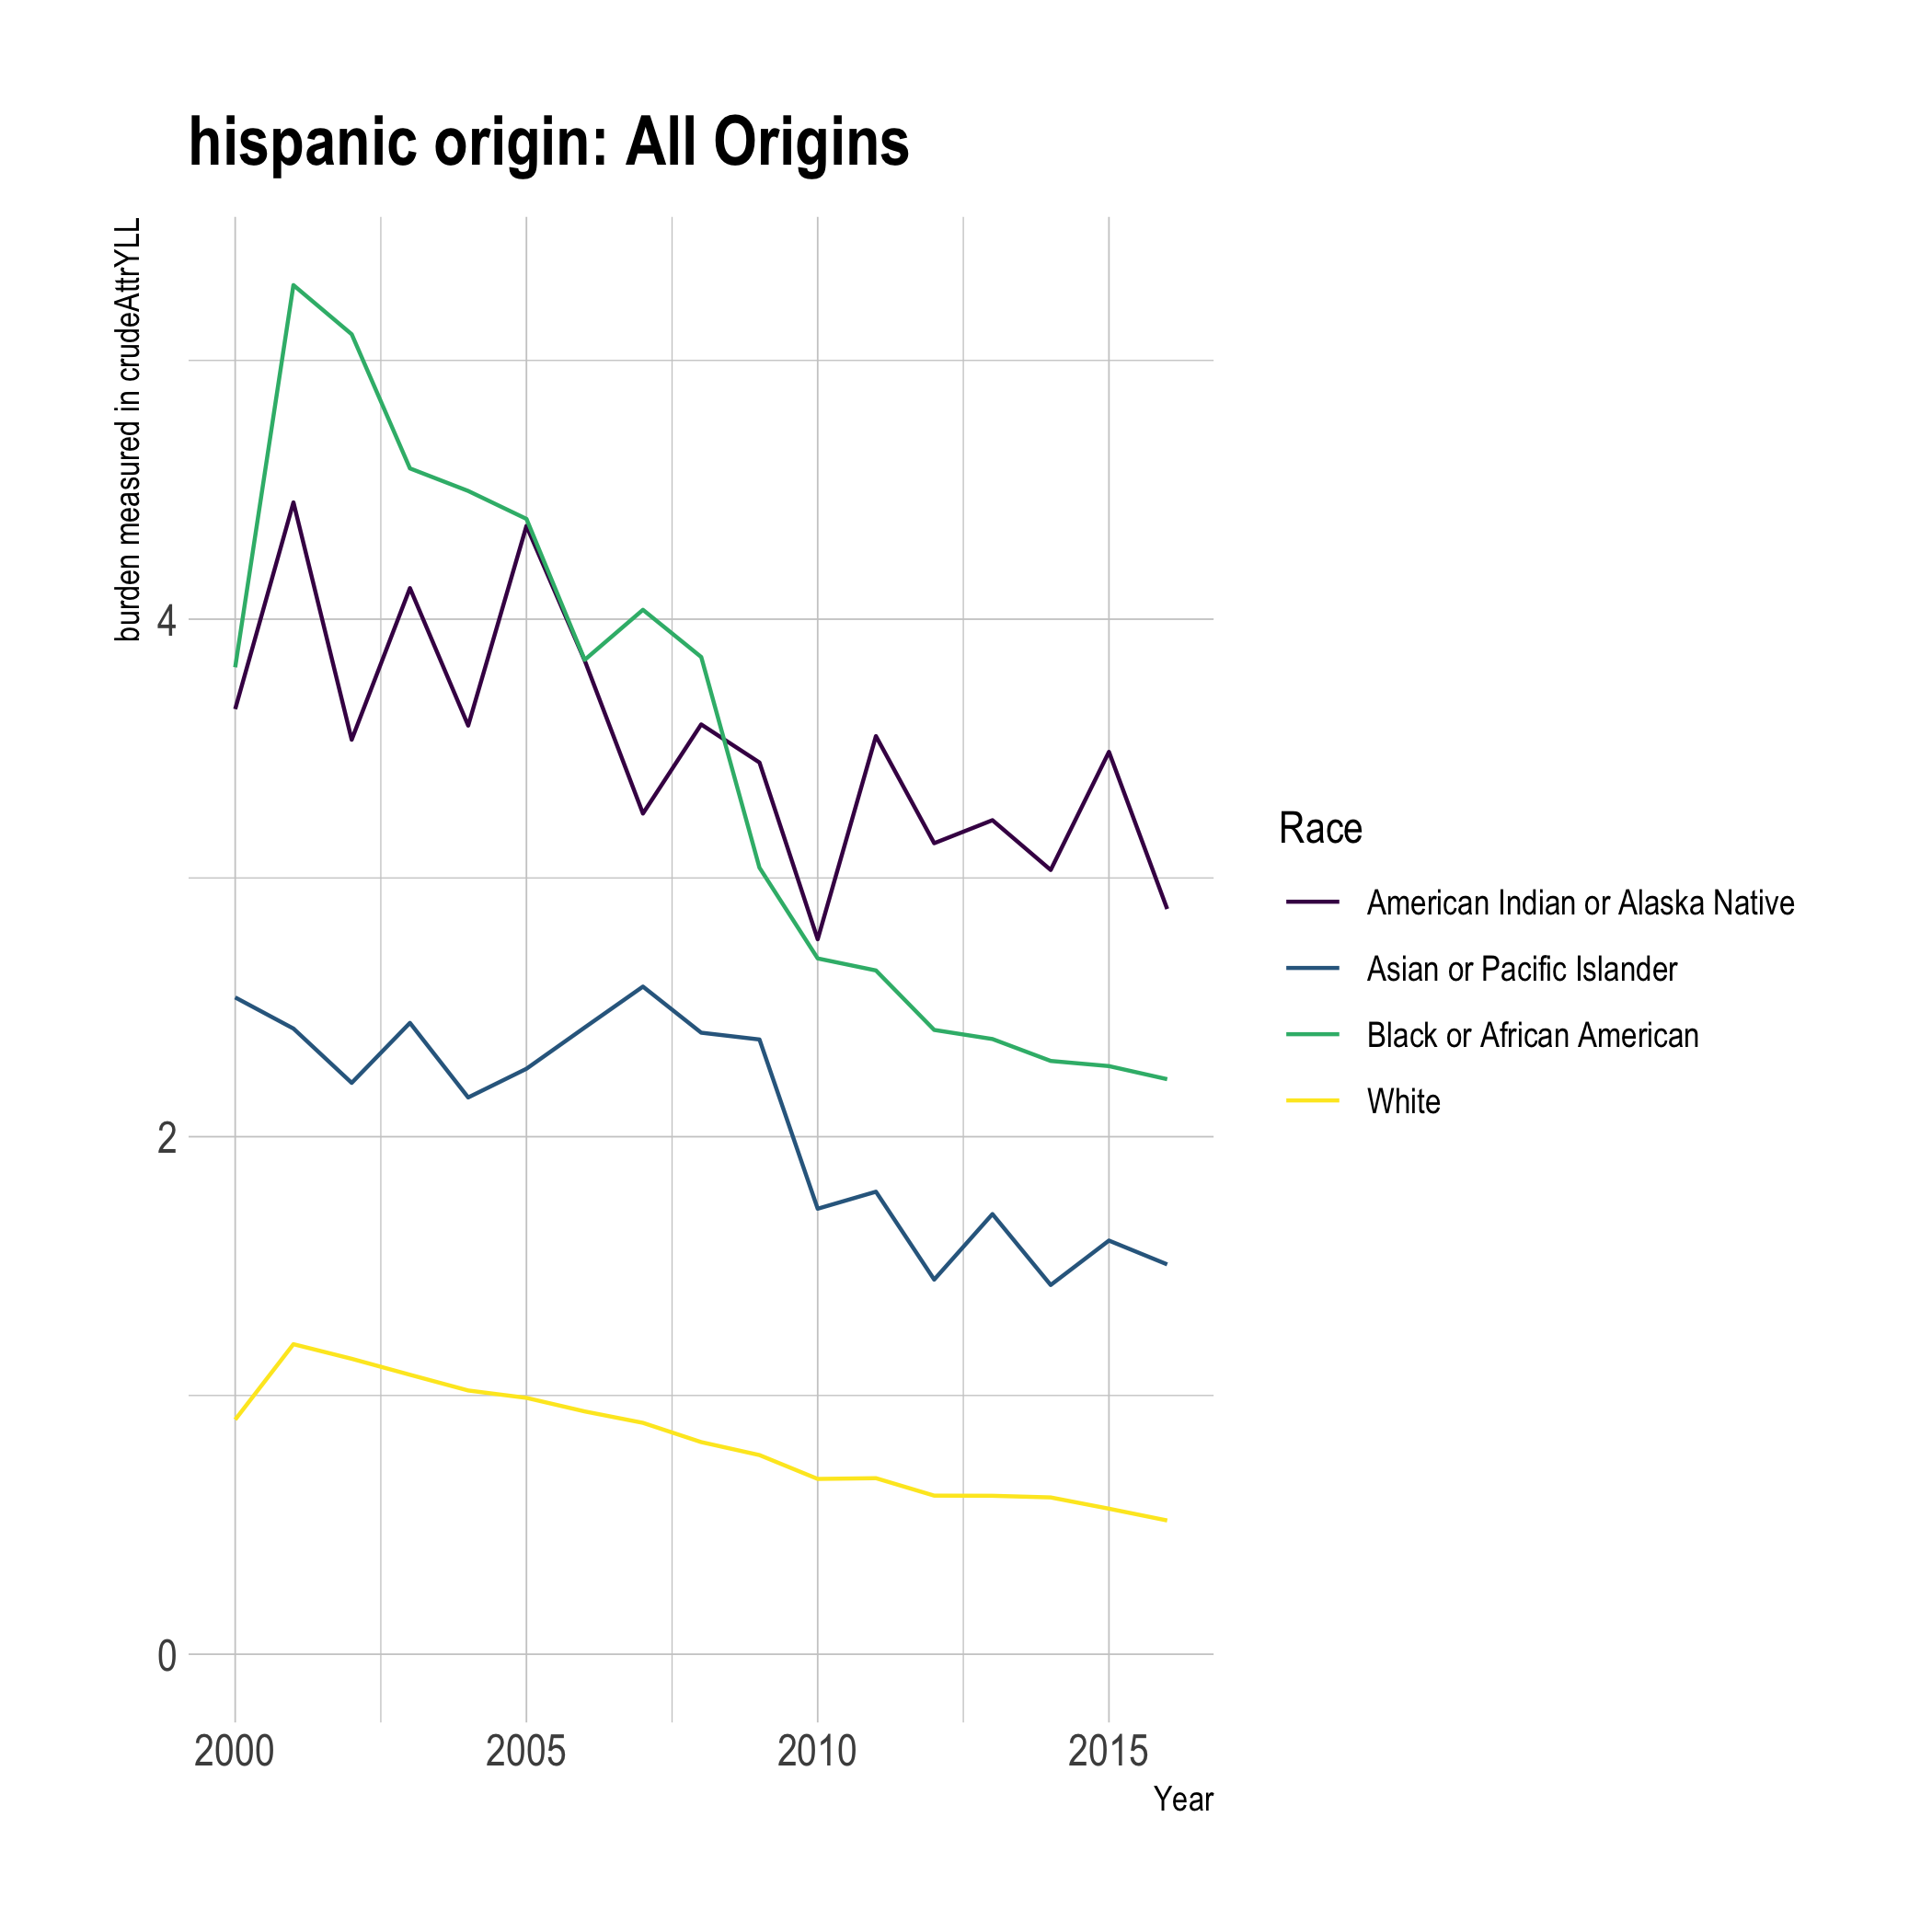 hispanic origin: All Origins
burden measured in crudeAttrYLL
4
2
0
2000 2005 2010 2015
Year
Race
American Indian or Alaska Native
Asian or Pacific Islander
Black or African American
White